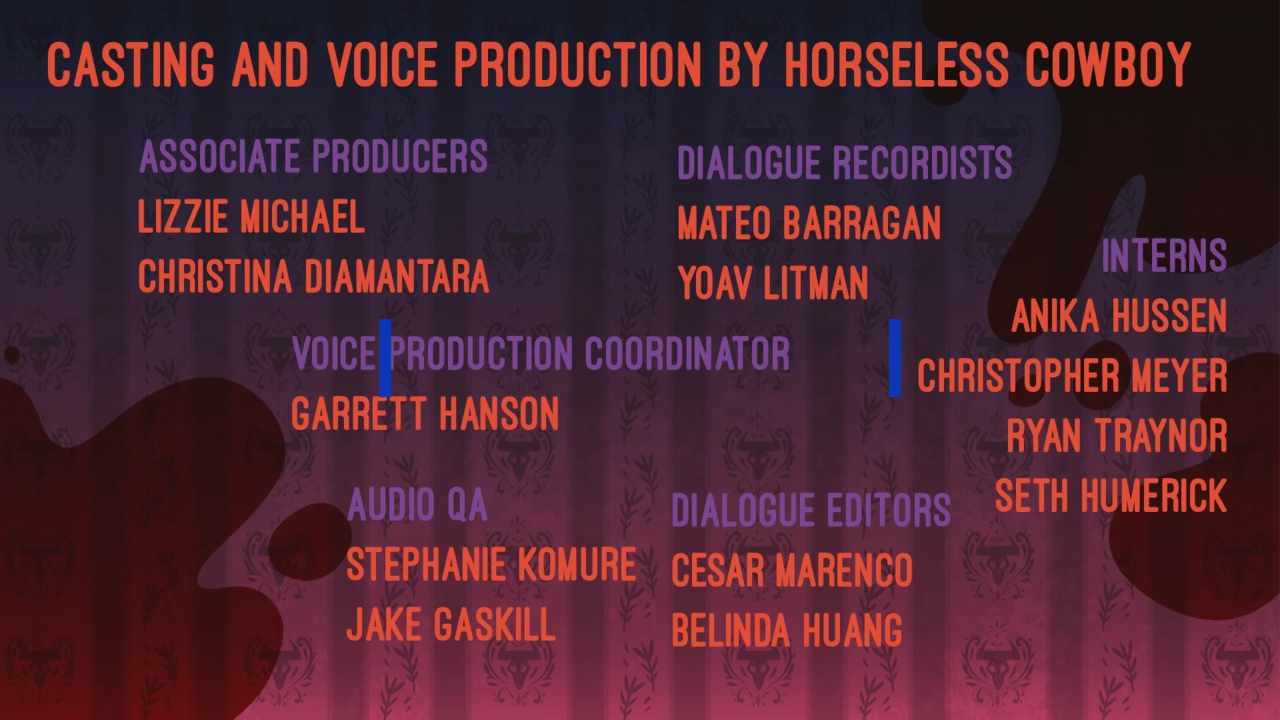 CASTING AND VOICE PRODUCTION BY HORSELESS COWBOY
ASSOCIATE PRODUCERS
LIZZIE MICHAEL
CHRISTINA DIAMANTARA
DIALOGUE RECORDISTS
MATEO BARRAGAN
YOAV LITMAN
INTERNS
ANIKA HUSSEN
CHRISTOPHER MEYER
RYAN TRAYNOR
SETH HUMERICK
VOICE PRODUCTION COORDINATOR
GARRETT HANSON
AUDIO QA
STEPHANIE KOMURE
JAKE GASKILL
DIALOGUE EDITORS
CESAR MARENCO
BELINDA HUANG